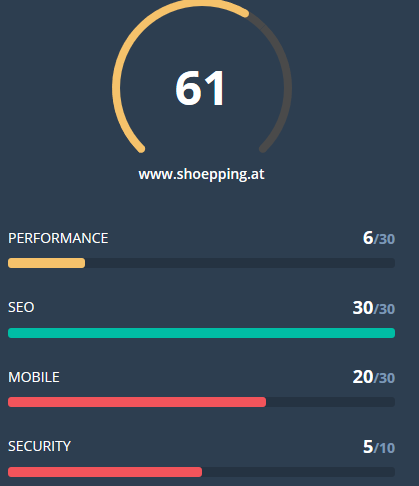 61
www.shoepping.at
PERFORMANCE 6/30
SEO 30/30
MOBILE 20/30
SECURITY 5/10